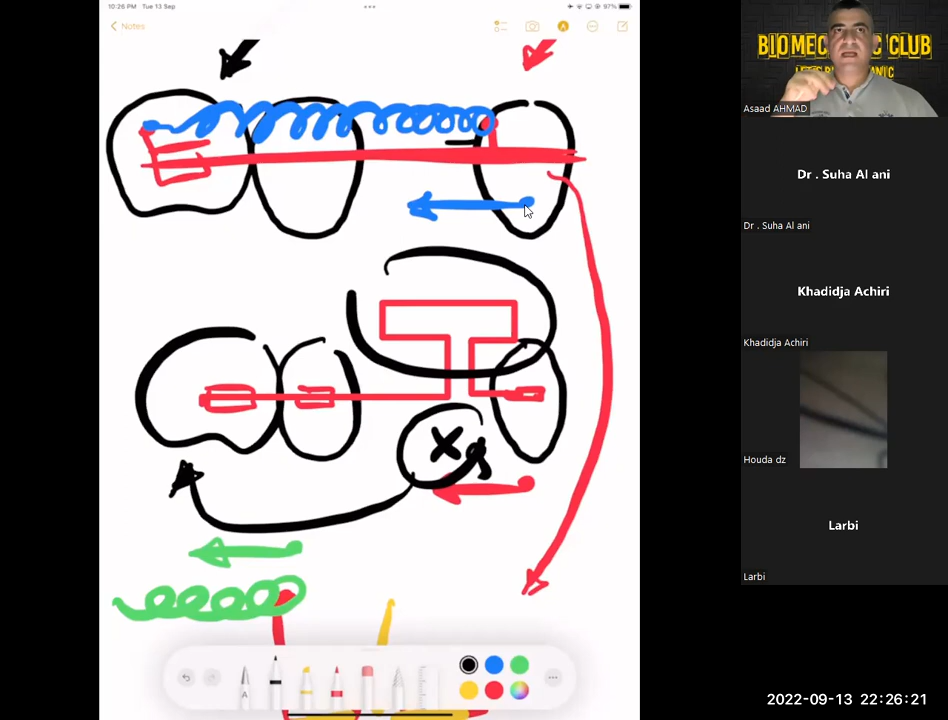 10:26 PM Tue 13 Sep
97%
Notes
X
A
BIOMEC
CLUB
Asaad AHMAD
Dr . Suha Al ani
Dr . Suha Al ani
Khadidja Achiri
Khadidja Achiri
Houda dz
Larbi
Larbi
2022-09-13 22:26:21